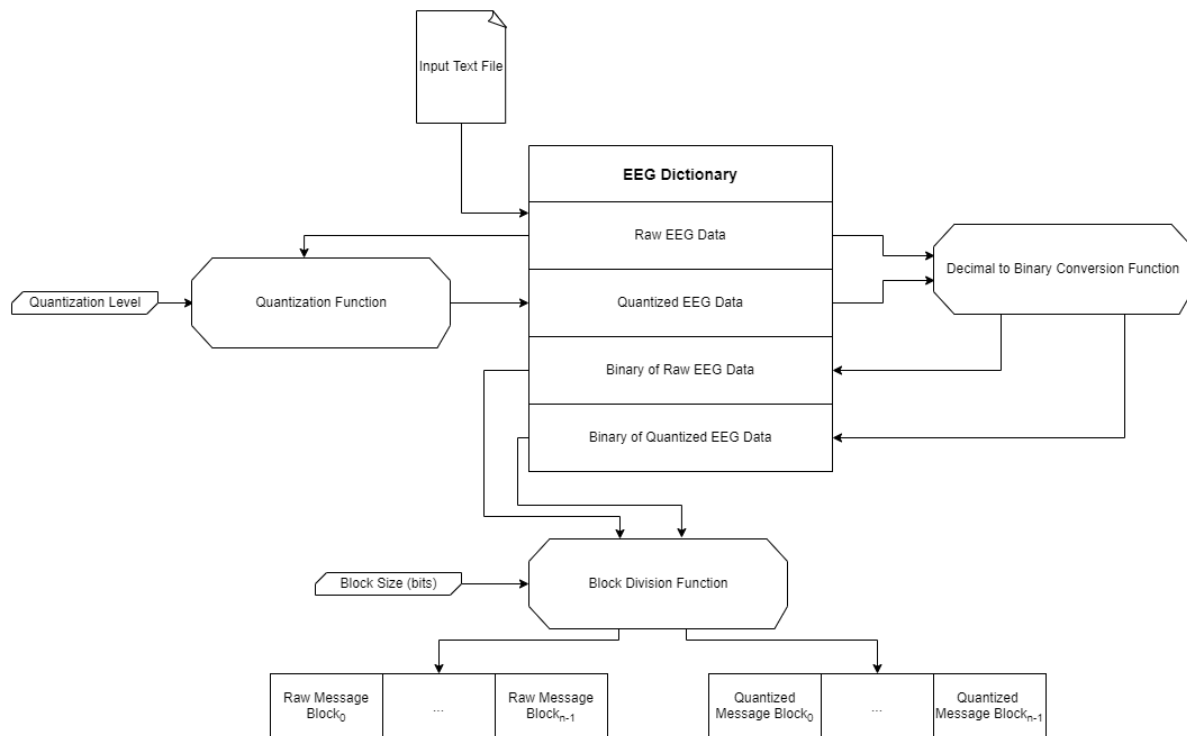 Input Text File
EEG Dictionary
Raw EEG Data
Decimal to Binary Conversion Function
Quantization Level
Quantization Function
Quantized EEG Data
Binary of Raw EEG Data
Binary of Quantized EEG Data
Block Size (bits)
Block Division Function
Raw Message
Block0
...
Raw Message
Blockn-1
Quantized
Message Block0
...
Quantized
Message Blockn-1